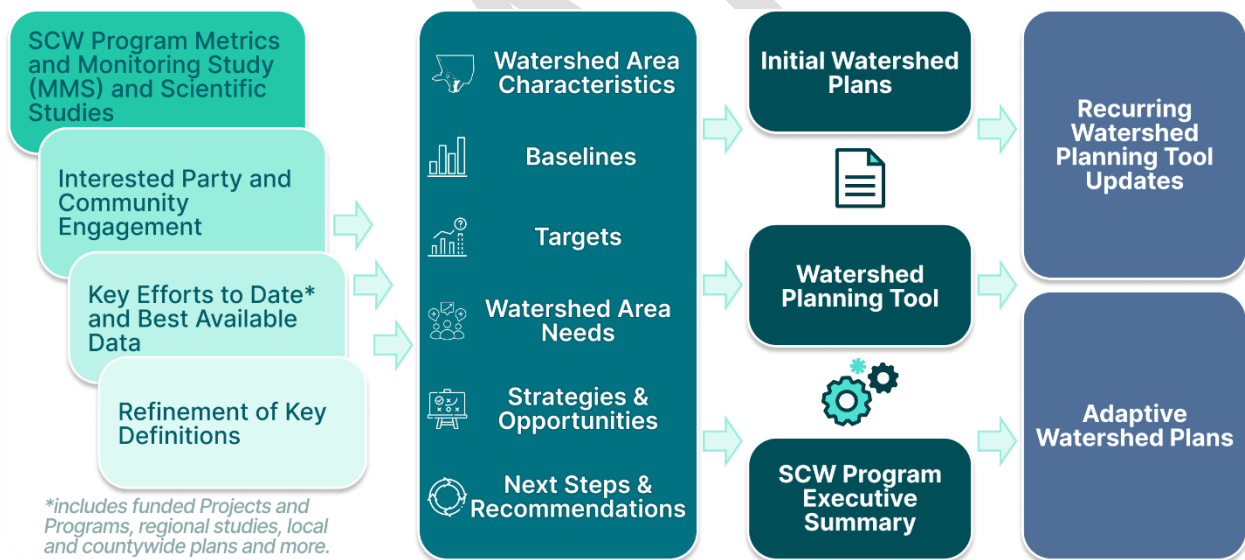 SCW Program Metrics
and Monitoring Study
(MMS) and Scientific
Studies
Interested Party and
Community
Engagement
Key Efforts to Date*
and Best Available
Data
Refinement of Key
Definitions
*includes funded Projects and
Programs, regional studies, local
and countywide plans and more.
Watershed Area
Characteristics
Baselines
Targets
Watershed Area
Needs
Strategies &
Opportunities
Next Steps &
Recommendations
Initial Watershed
Plans
Watershed
Planning Tool
SCW Program
Executive
Summary
Recurring
Watershed
Planning Tool
Updates
Adaptive
Watershed Plans